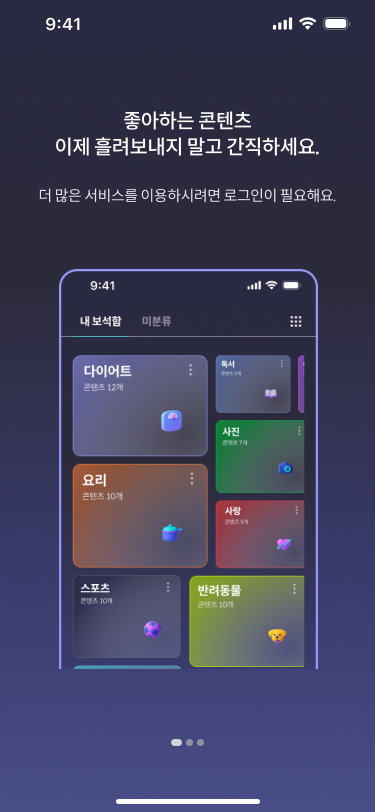 9:41
좋아하는 콘텐츠
이제 흘려보내지 말고 간직하세요.
더 많은 서비스를 이용하시려면 로그인이 필요해요.
9:41
내 보석함
미분류
다이어트
콘텐츠 12개
독서
콘텐츠 5개
사진
콘텐츠 7개
요리
콘텐츠 10개
사랑
콘텐츠 5개
스포츠
콘텐츠 10개
반려동물
콘텐츠 10개